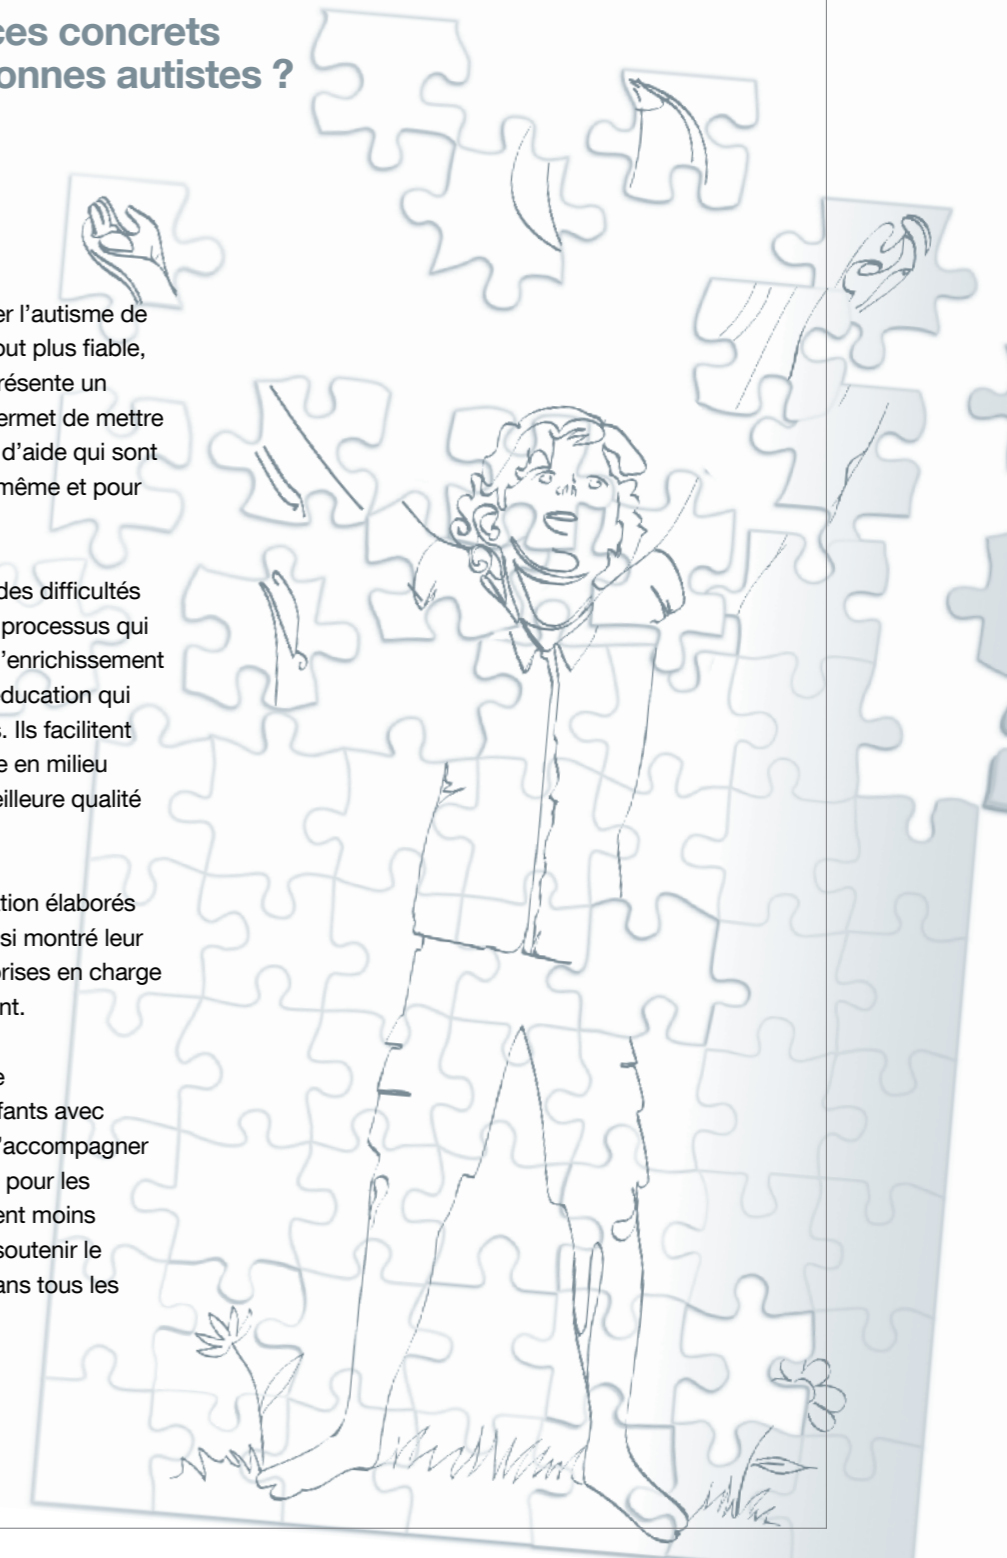 ces concrets
onnes autistes ?
er l’autisme de
out plus fiable,
résente un
ermet de mettre
d’aide qui sont
même et pour
des difficultés
processus qui
’enrichissement
éducation qui
s. Ils facilitent
e en milieu
eilleure qualité
tion élaborés
si montré leur
prises en charge
nt.
e
fants avec
’accompagner
pour les
ent moins
soutenir le
ans tous les